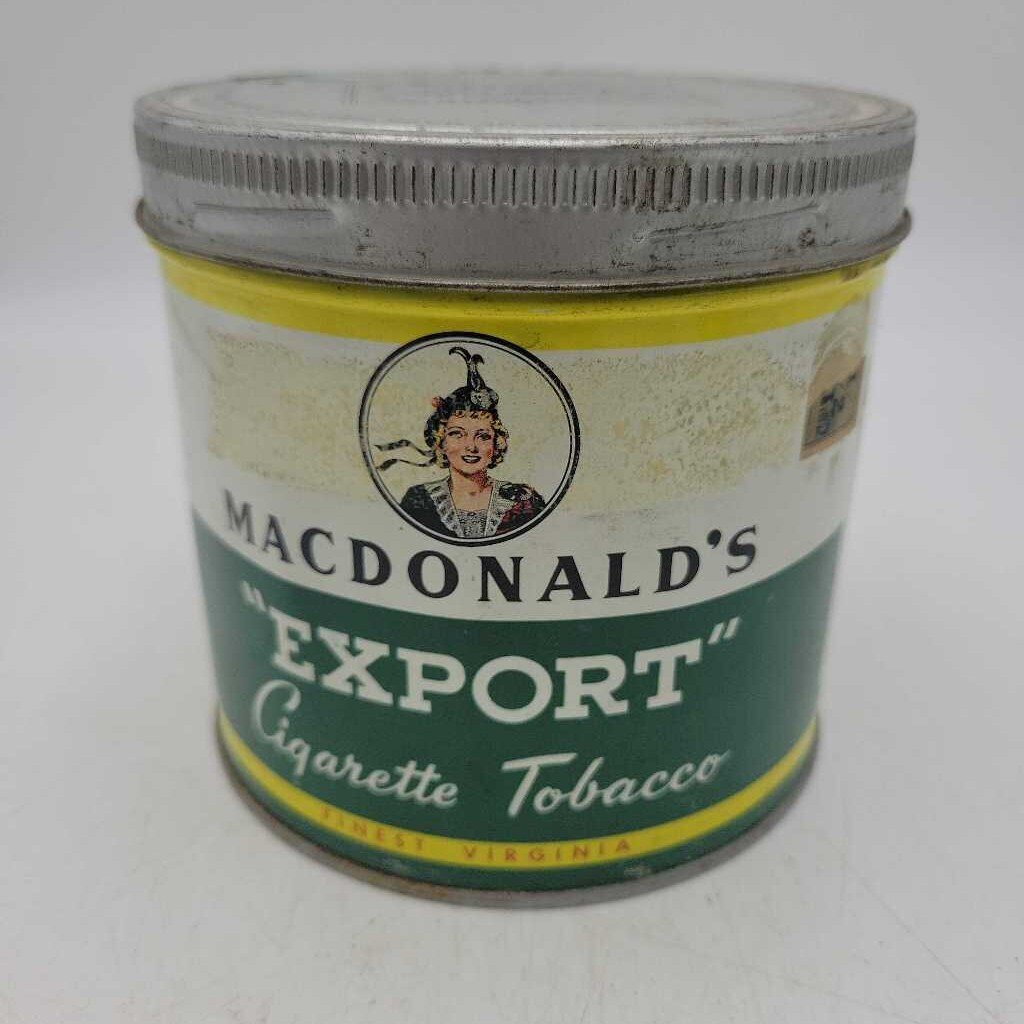 MACDONALD'S
"EXPORT"
Cigarette Tobacco
FINEST VIRGINIA